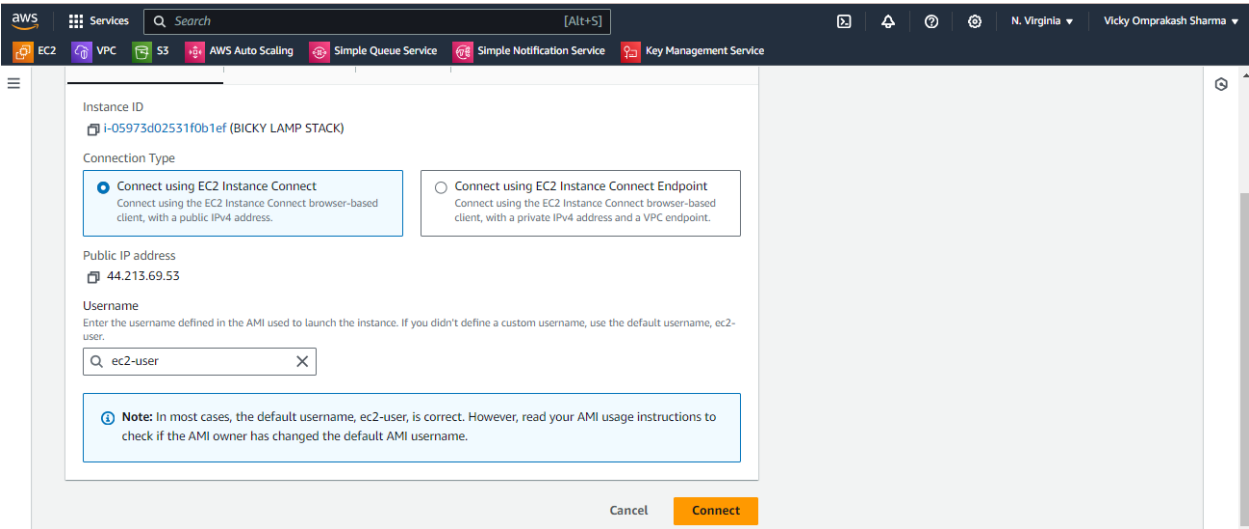 aws
Services
Search [Alt+S]
N. Virginia
Vicky Omprakash Sharma
EC2
VPC
S3
AWS Auto Scaling
Simple Queue Service
Simple Notification Service
Key Management Service
Instance ID
i-05973d02531f0b1ef (BICKY LAMP STACK)
Connection Type
Connect using EC2 Instance Connect
Connect using the EC2 Instance Connect browser-based
client, with a public IPv4 address.
Connect using EC2 Instance Connect Endpoint
Connect using the EC2 Instance Connect browser-based
client, with a private IPv4 address and a VPC endpoint.
Public IP address
44.213.69.53
Username
Enter the username defined in the AMI used to launch the instance. If you didn't define a custom username, use the default username, ec2-
user.
ec2-user
Note: In most cases, the default username, ec2-user, is correct. However, read your AMI usage instructions to
check if the AMI owner has changed the default AMI username.
Cancel
Connect